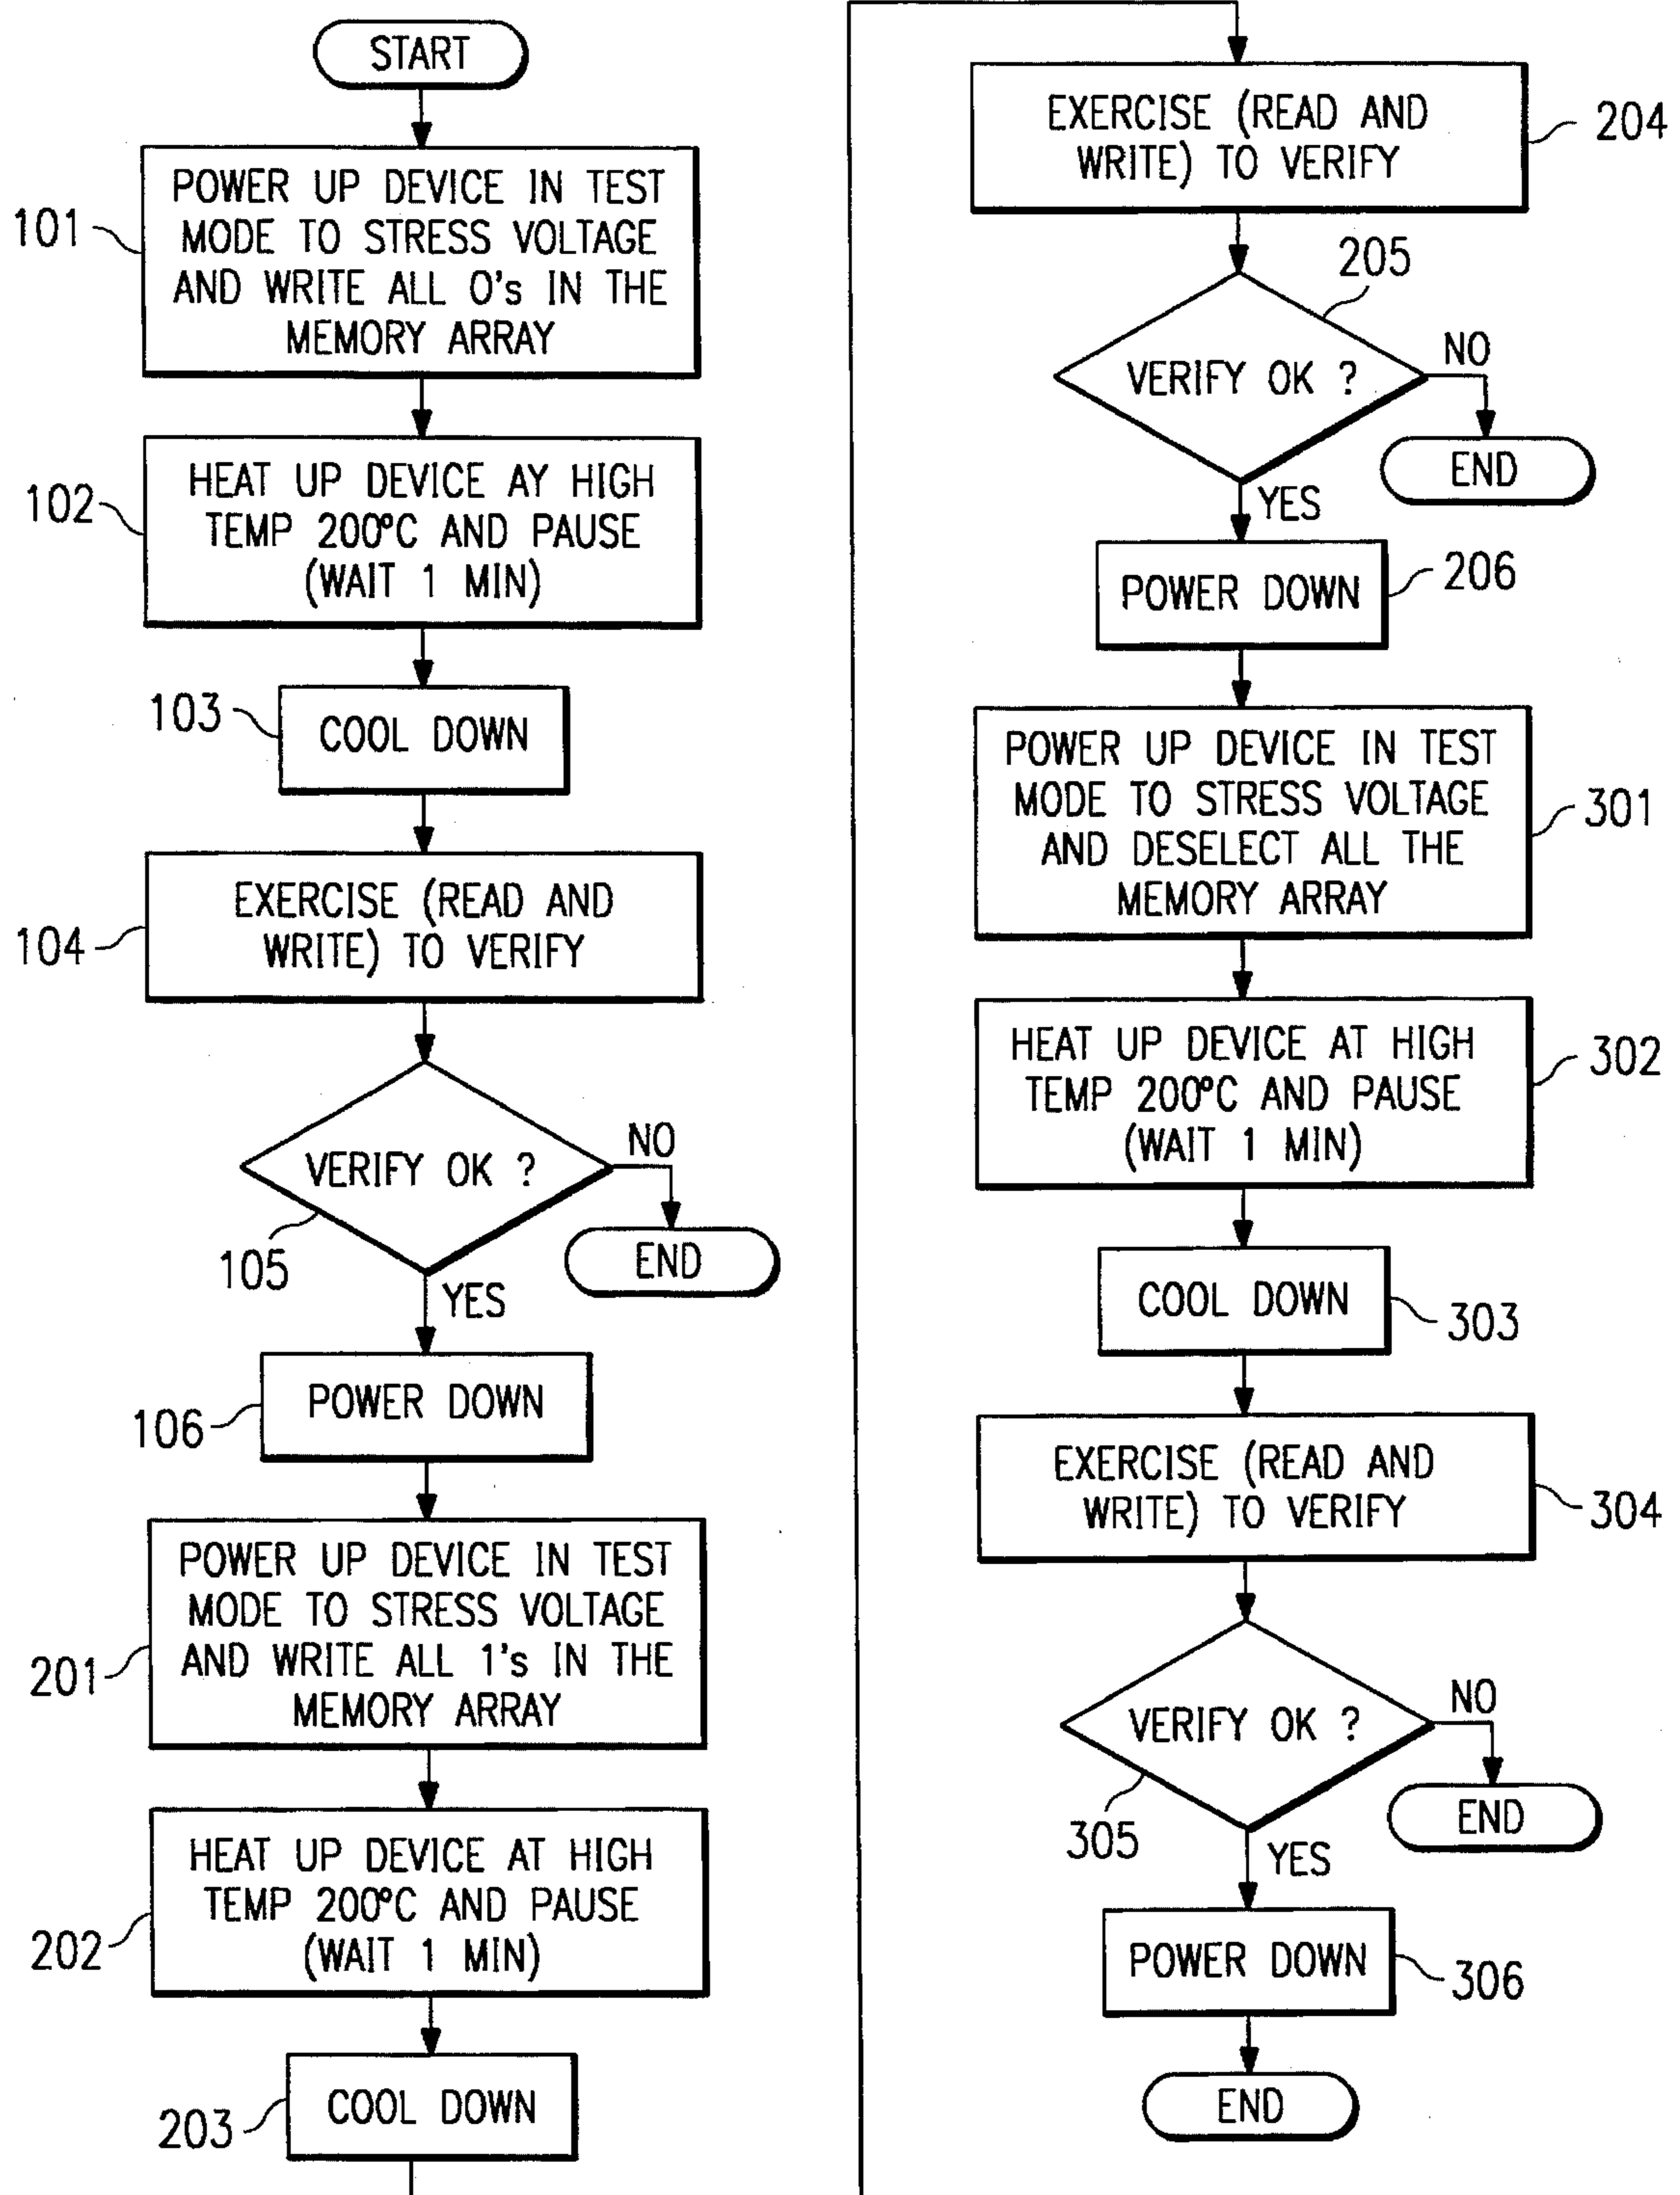 START
101
POWER UP DEVICE IN TEST
MODE TO STRESS VOLTAGE
AND WRITE ALL 0's IN THE
MEMORY ARRAY
102
HEAT UP DEVICE AY HIGH
TEMP 200°C AND PAUSE
(WAIT 1 MIN)
103
COOL DOWN
104
EXERCISE (READ AND
WRITE) TO VERIFY
VERIFY OK ?
NO
105
END
YES
106
POWER DOWN
201
POWER UP DEVICE IN TEST
MODE TO STRESS VOLTAGE
AND WRITE ALL 1's IN THE
MEMORY ARRAY
202
HEAT UP DEVICE AT HIGH
TEMP 200°C AND PAUSE
(WAIT 1 MIN)
203
COOL DOWN
EXERCISE (READ AND
WRITE) TO VERIFY
204
205
VERIFY OK ?
NO
END
YES
POWER DOWN
206
POWER UP DEVICE IN TEST
MODE TO STRESS VOLTAGE
AND DESELECT ALL THE
MEMORY ARRAY
301
HEAT UP DEVICE AT HIGH
TEMP 200°C AND PAUSE
(WAIT 1 MIN)
302
COOL DOWN
303
EXERCISE (READ AND
WRITE) TO VERIFY
304
VERIFY OK ?
NO
305
END
YES
POWER DOWN
306
END